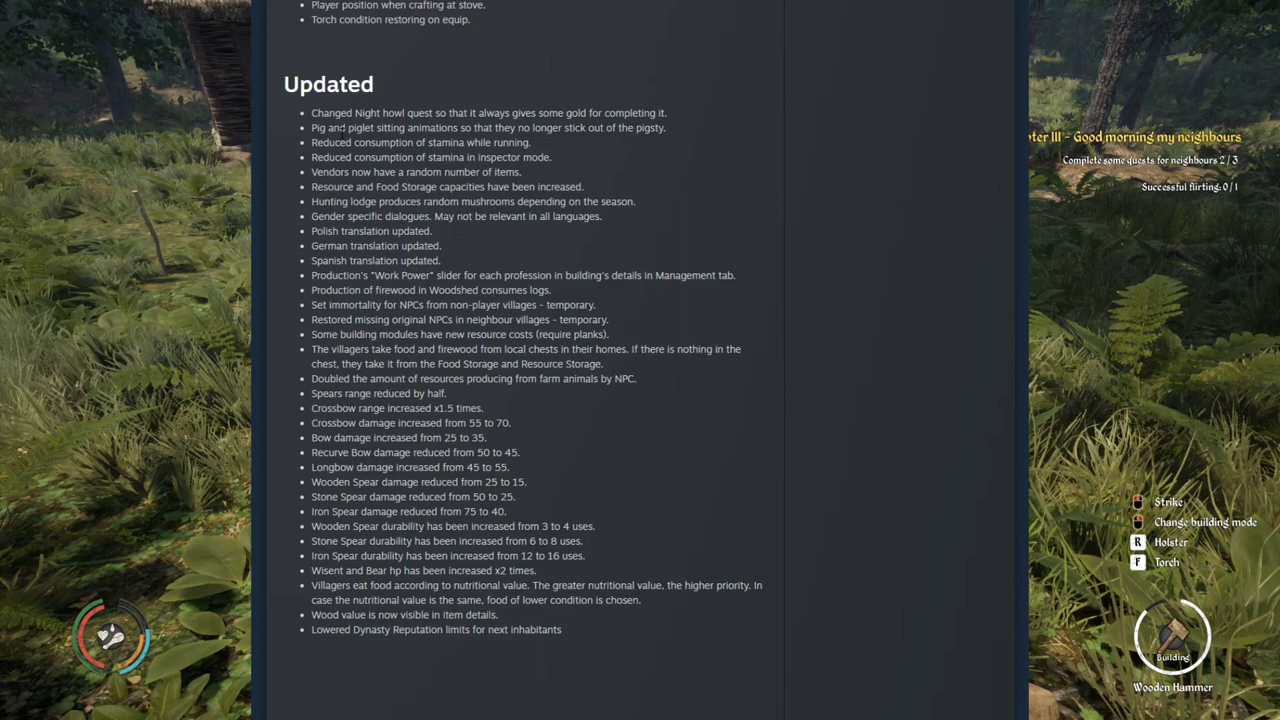 Player position when crafting at stove.
Torch condition restoring on equip.
Updated
Changed Night howl quest so that it always gives some gold for completing it.
Pig and piglet sitting animations so that they no longer stick out of the pigsty.
Reduced consumption of stamina while running.
Reduced consumption of stamina in inspector mode.
Vendors now have a random number of items.
Resource and Food Storage capacities have been increased.
Hunting lodge produces random mushrooms depending on the season.
Gender specific dialogues. May not be relevant in all languages.
Polish translation updated.
German translation updated.
Spanish translation updated.
Production's "Work Power" slider for each profession in building's details in Management tab.
Production of firewood in Woodshed consumes logs.
Set immortality for NPCs from non-player villages - temporary.
Restored missing original NPCs in neighbour villages - temporary.
Some building modules have new resource costs (require planks).
The villagers take food and firewood from local chests in their homes. If there is nothing in the
chest, they take it from the Food Storage and Resource Storage.
Doubled the amount of resources producing from farm animals by NPC.
Spears range reduced by half.
Crossbow range increased x1.5 times.
Crossbow damage increased from 55 to 70.
Bow damage increased from 25 to 35.
Recurve Bow damage reduced from 50 to 45.
Longbow damage increased from 45 to 55.
Wooden Spear damage reduced from 25 to 15.
Stone Spear damage reduced from 50 to 25.
Iron Spear damage reduced from 75 to 40.
Wooden Spear durability has been increased from 3 to 4 uses.
Stone Spear durability has been increased from 6 to 8 uses.
Iron Spear durability has been increased from 12 to 16 uses.
Wisent and Bear hp has been increased x2 times.
Villagers eat food according to nutritional value. The greater nutritional value, the higher priority. In
case the nutritional value is the same, food of lower condition is chosen.
Wood value is now visible in item details.
Lowered Dynasty Reputation limits for next inhabitants
III - Good morning my neighbours
Complete some quests for neighbours 2 / 3
Successful flirting: 0 / 1
Strike
Change building mode
R Holster
F Torch
Building
Wooden Hammer